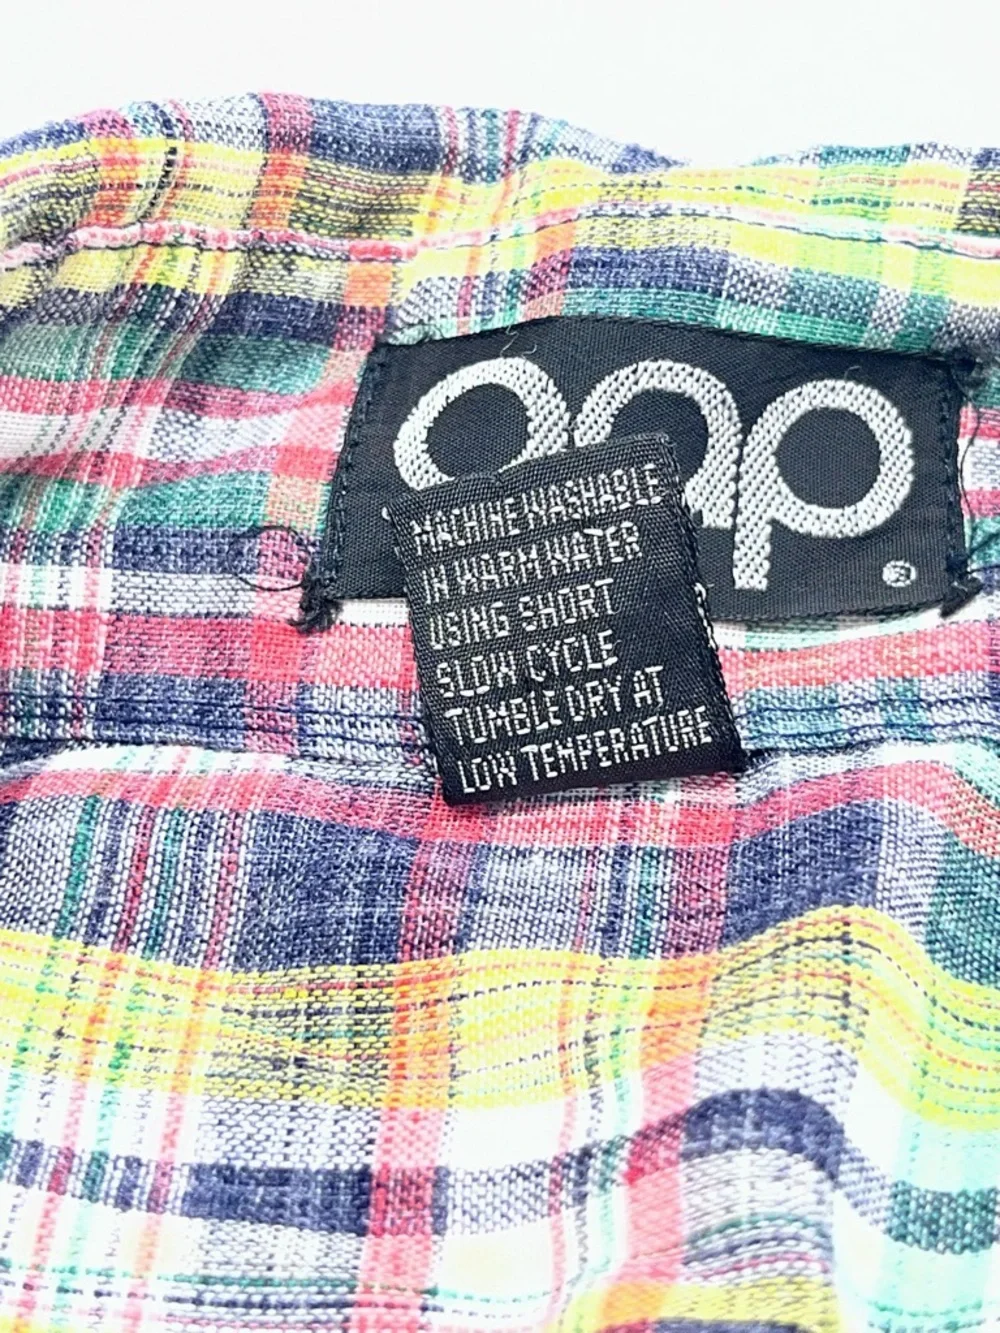 ®
MACHINE WASHABLE
IN WARM WATER
USING SHORT
SLOW CYCLE
TUMBLE DRY AT
LOW TEMPERATURE